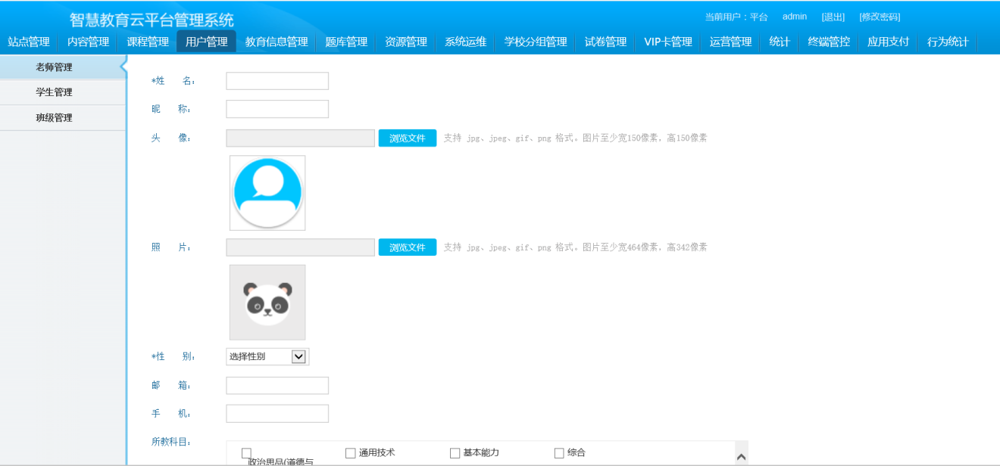 智慧教育云平台管理系统
当前用户：平台 admin [退出] [修改密码]
站点管理 内容管理 课程管理 用户管理 教育信息管理 题库管理 资源管理 系统运维 学校分组管理 试卷管理 VIP卡管理 运营管理 统计 终端管控 应用支付 行为统计
老师管理
学生管理
班级管理
*姓 名：
昵 称：
头 像： 浏览文件 支持 jpg、jpeg、gif、png 格式。图片至少宽150像素，高150像素
照 片： 浏览文件 支持 jpg、jpeg、gif、png 格式。图片至少宽464像素，高342像素
*性 别： 选择性别
邮 箱：
手 机：
所教科目：
通用技术 基本能力 综合
政治思品(道德与